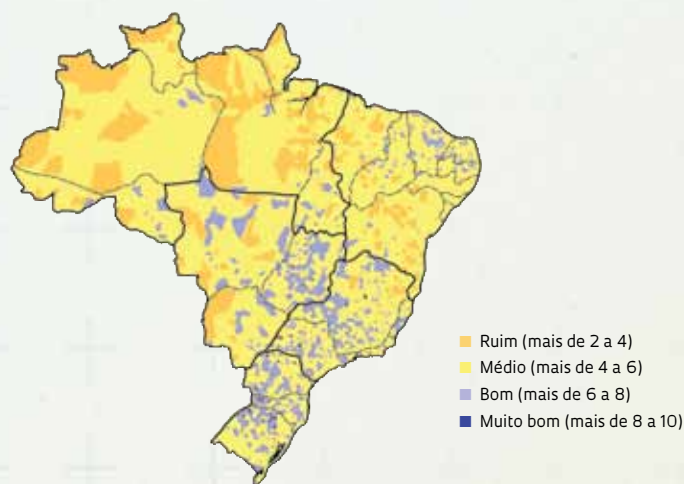 Ruim (mais de 2 a 4)
Médio (mais de 4 a 6)
Bom (mais de 6 a 8)
Muito bom (mais de 8 a 10)